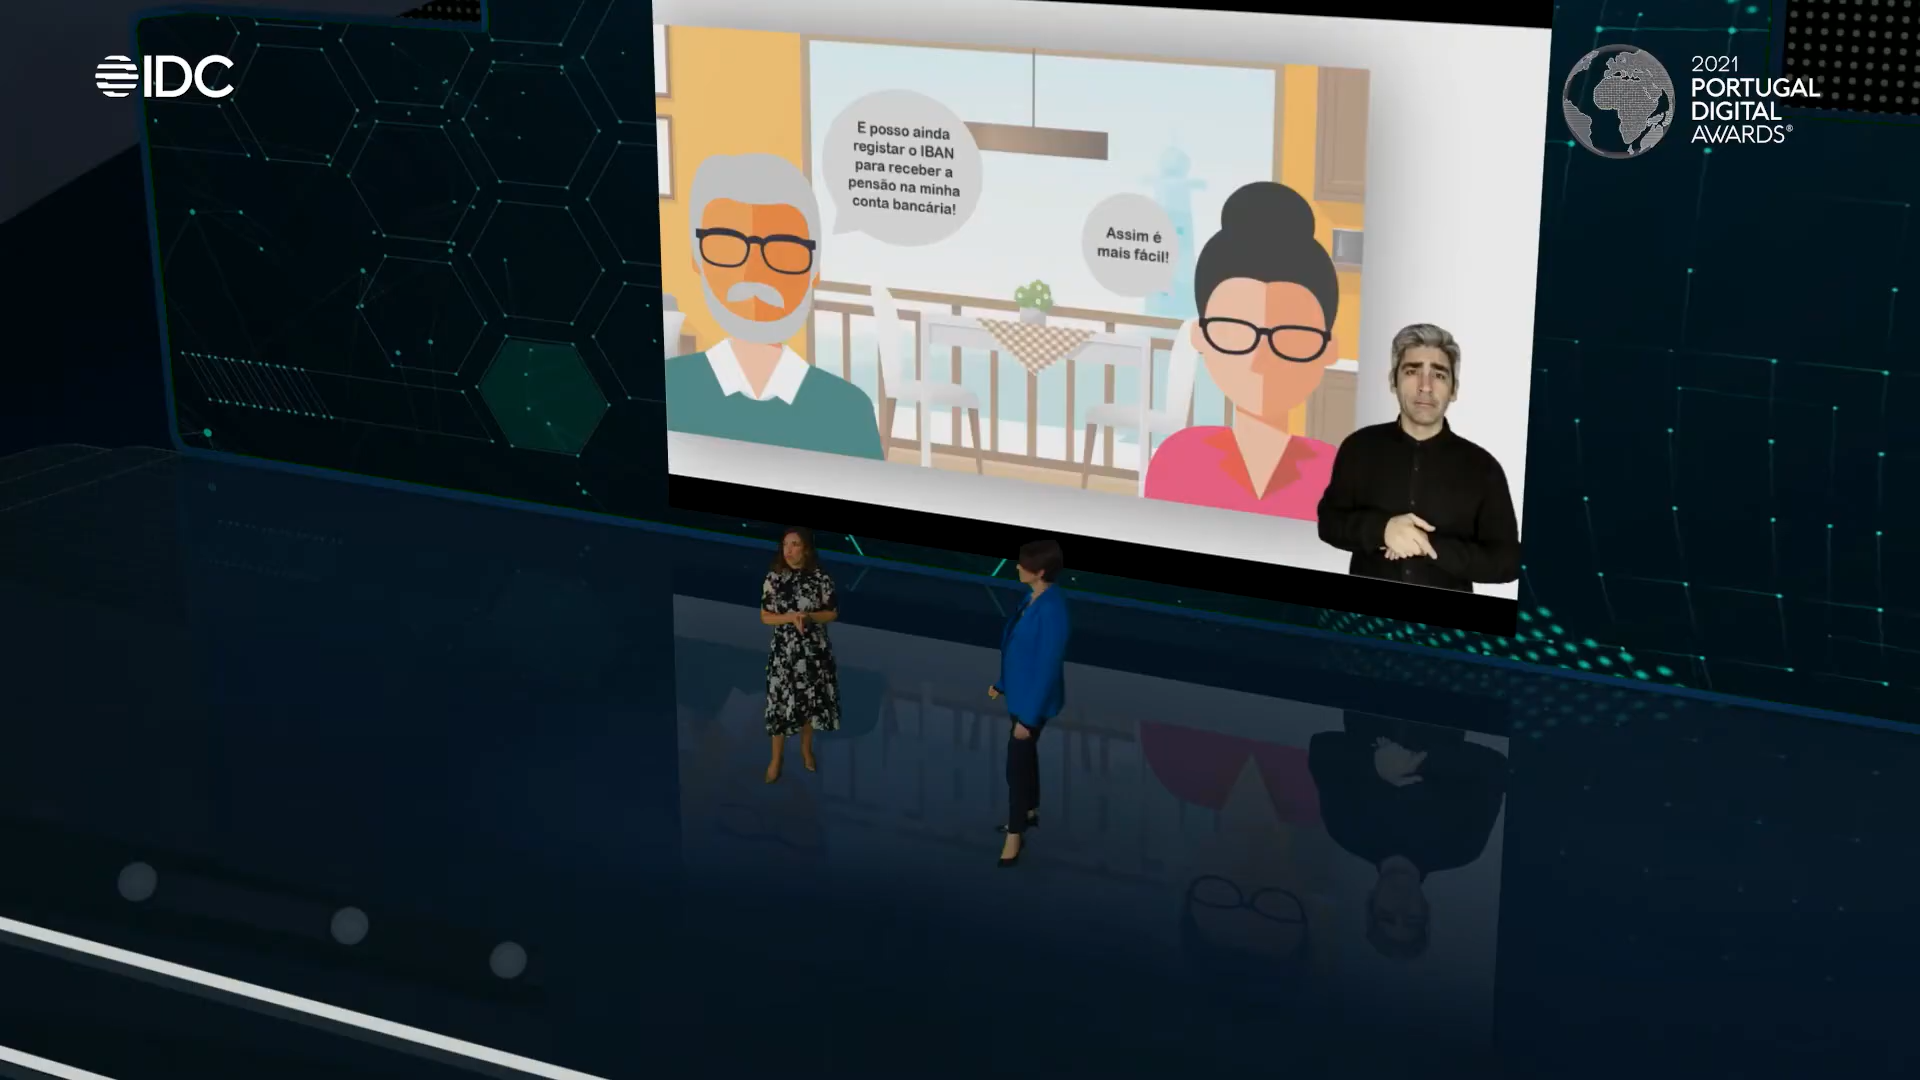 IDC
2021
PORTUGAL
DIGITAL
AWARDS®
E posso ainda
registar o IBAN
para receber a
pensão na minha
conta bancária!
Assim é
mais fácil!